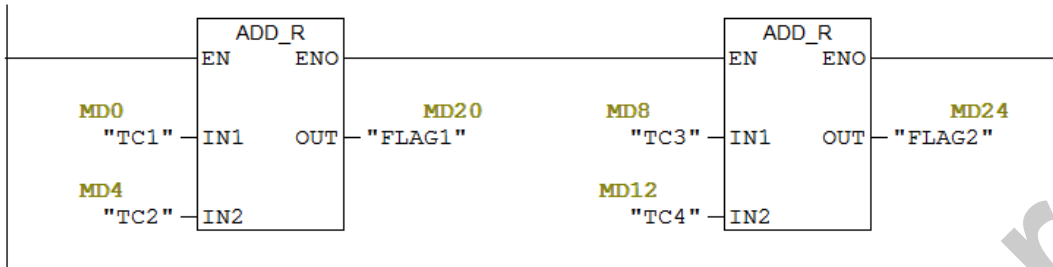 ADD_R
EN ENO
MD0
"TC1" IN1
MD20
OUT "FLAG1"
MD4
"TC2" IN2
ADD_R
EN ENO
MD8
"TC3" IN1
MD24
OUT "FLAG2"
MD12
"TC4" IN2